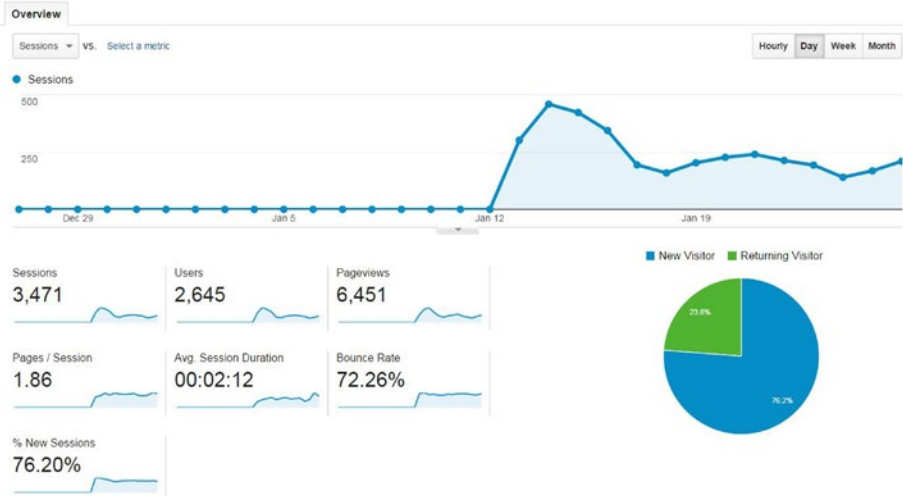 Overview
Sessions VS. Select a metric
Hourly Day Week Month
Sessions
500
250
Dec 29 Jan 5 Jan 12 Jan 19
New Visitor Returning Visitor
Sessions
3,471
Users
2,645
Pageviews
6,451
23.8%
76.2%
Pages / Session
1.86
Avg. Session Duration
00:02:12
Bounce Rate
72.26%
% New Sessions
76.20%